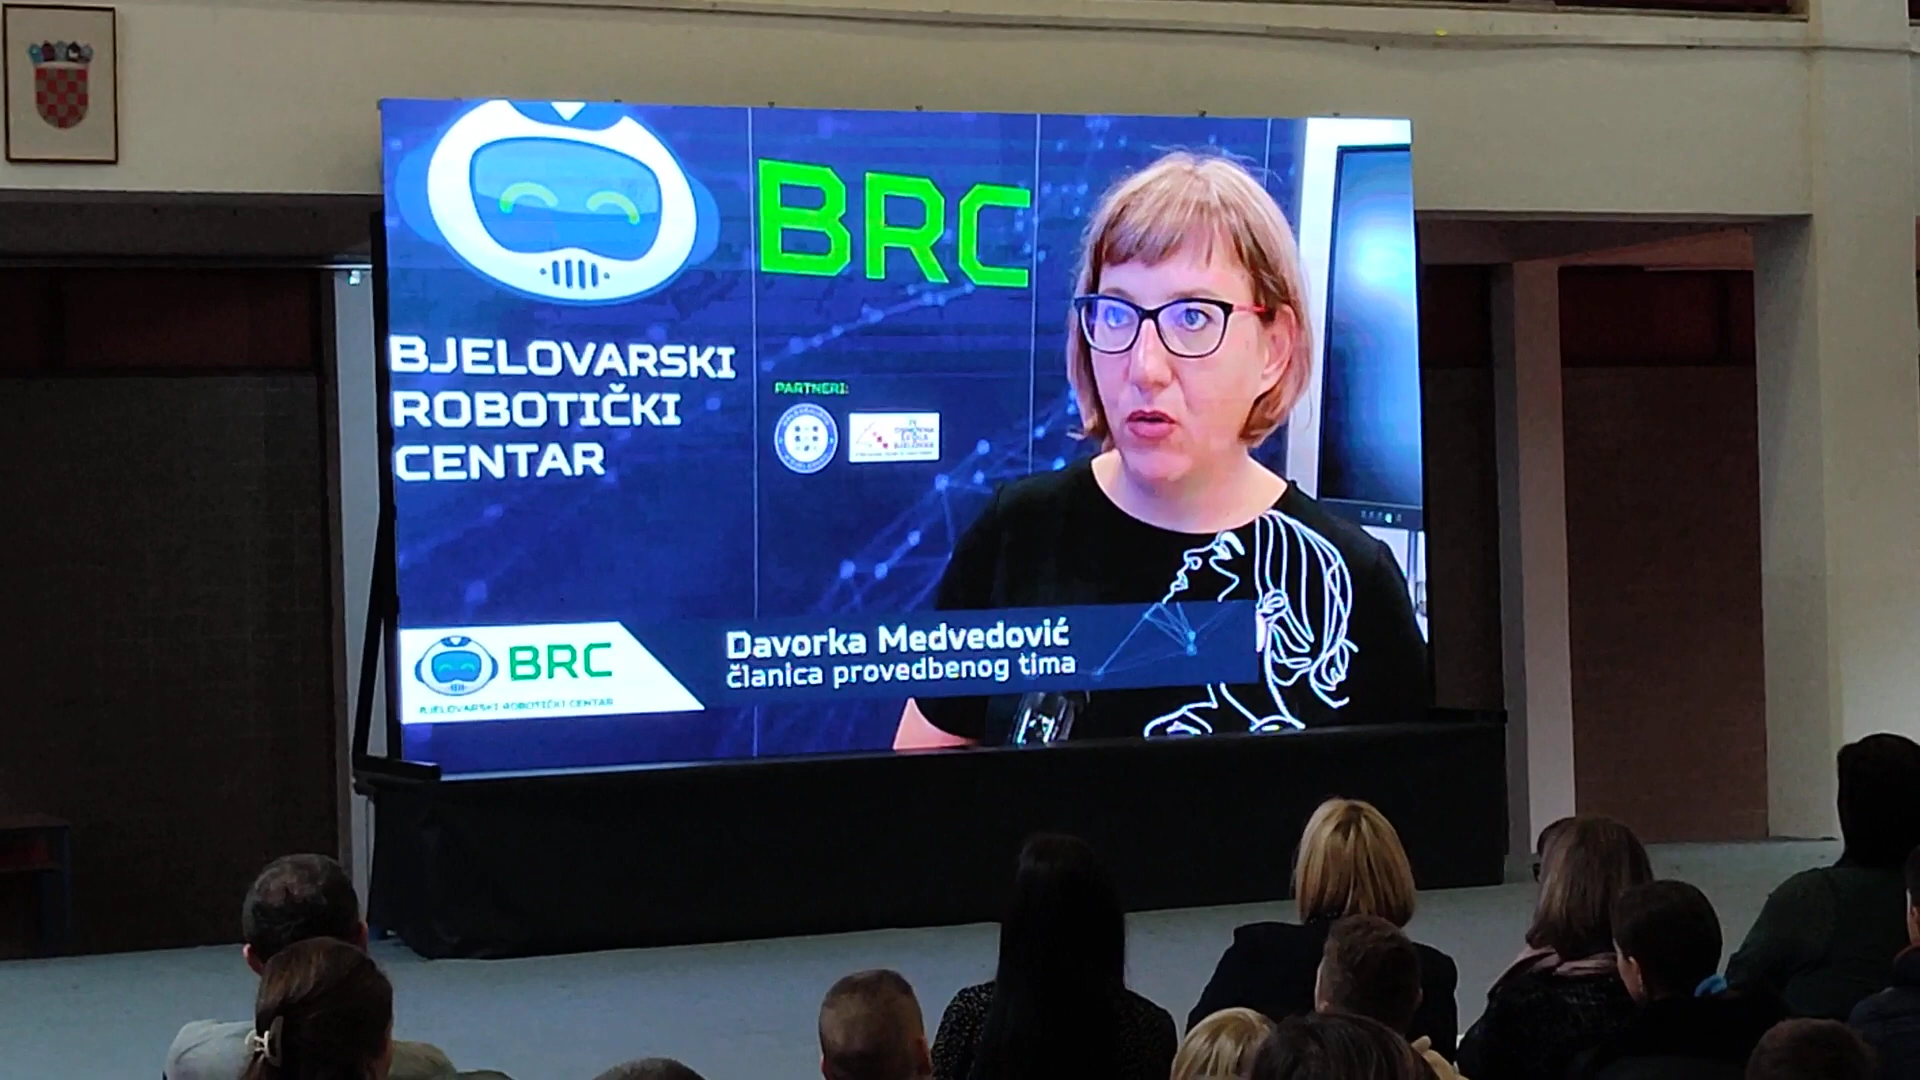 BRC
BJELOVARSKI
ROBOTIČKI
CENTAR
PARTNERI:
BRC
BJELOVARSKI ROBOTIČKI CENTAR
Davorka Medvedović
članica provedbenog tima